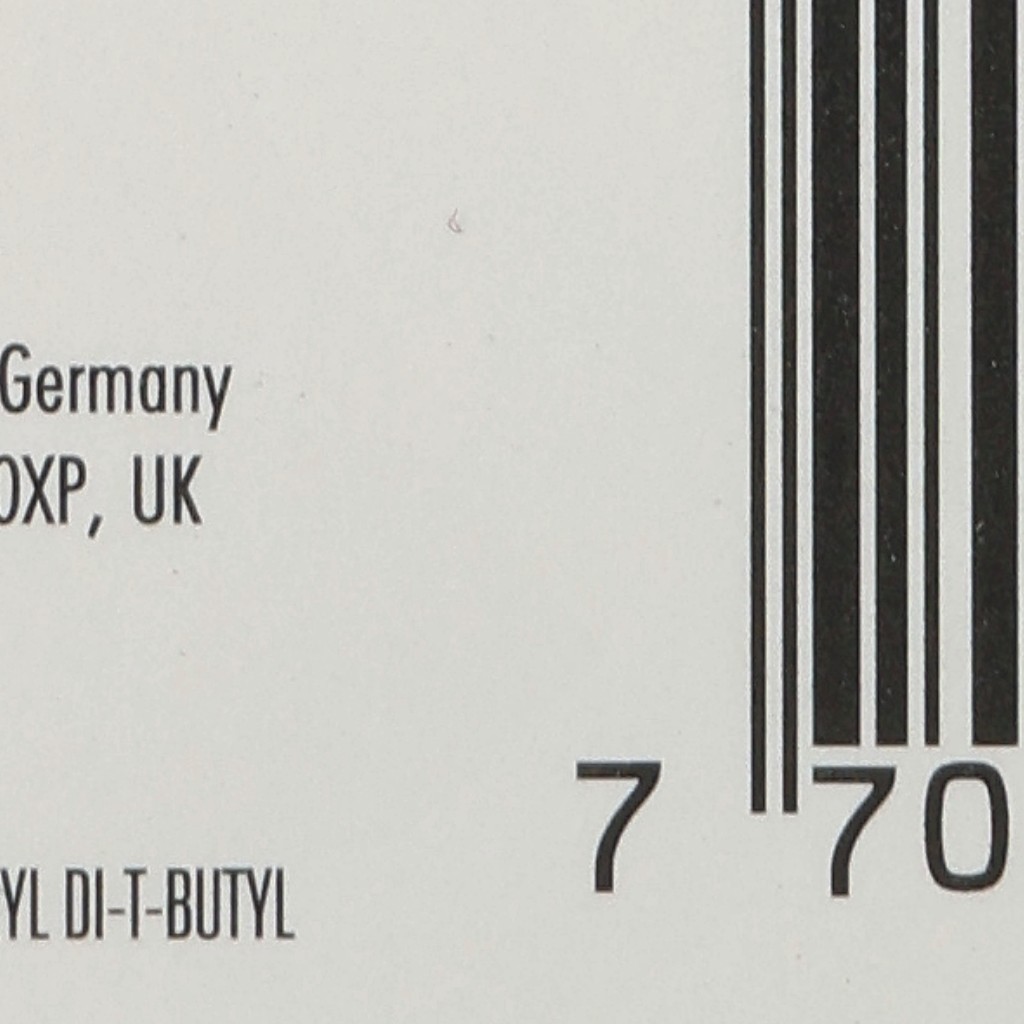 Germany
OXP, UK
7 70
YL DI-T-BUTYL